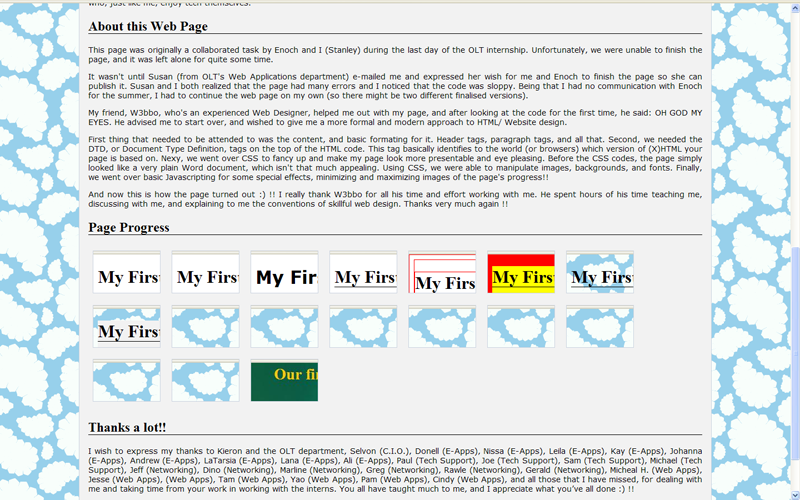 who, just like me, enjoy tech themselves.
About this Web Page
This page was originally a collaborated task by Enoch and I (Stanley) during the last day of the OLT internship. Unfortunately, we were unable to finish the
page, and it was left alone for quite some time.
It wasn't until Susan (from OLT's Web Applications department) e-mailed me and expressed her wish for me and Enoch to finish the page so she can
publish it. Susan and I both realized that the page had many errors and I noticed that the code was sloppy. Being that I had no communication with Enoch
for the summer, I had to continue the web page on my own (so there might be two different finalised versions).
My friend, W3bbo, who's an experienced Web Designer, helped me out with my page, and after looking at the code for the first time, he said: OH GOD MY
EYES. He advised me to start over, and wished to give me a more formal and modern approach to HTML/ Website design.
First thing that needed to be attended to was the content, and basic formating for it. Header tags, paragraph tags, and all that. Second, we needed the
DTD, or Document Type Definition, tags on the top of the HTML code. This tag basically identifies to the world (or browsers) which version of (X)HTML your
page is based on. Nexy, we went over CSS to fancy up and make my page look more presentable and eye pleasing. Before the CSS codes, the page simply
looked like a very plain Word document, which isn't that much appealing. Using CSS, we were able to manipulate images, backgrounds, and fonts. Finally,
we went over basic Javascripting for some special effects, minimizing and maximizing images of the page's progress!!
And now this is how the page turned out :) !! I really thank W3bbo for all his time and effort working with me. He spent hours of his time teaching me,
discussing with me, and explaining to me the conventions of skillful web design. Thanks very much again !!
Page Progress
My Firs My Firs My Fir My Firs My Firs My Firs My Firs
My Firs
Our fir
Thanks a lot!!
I wish to express my thanks to Kieron and the OLT department, Selvon (C.I.O.), Donell (E-Apps), Nissa (E-Apps), Leila (E-Apps), Kay (E-Apps), Johanna
(E-Apps), Andrew (E-Apps), LaTarsia (E-Apps), Lana (E-Apps), Ali (E-Apps), Paul (Tech Support), Joe (Tech Support), Sam (Tech Support), Michael (Tech
Support), Jeff (Networking), Dino (Networking), Marline (Networking), Greg (Networking), Rawle (Networking), Gerald (Networking), Micheal H. (Web Apps),
Jesse (Web Apps), (Web Apps), Tam (Web Apps), Yao (Web Apps), Pam (Web Apps), Cindy (Web Apps), and all those that I have missed, for dealing with
me and taking time from your work in working with the interns. You all have taught much to me, and I appreciate what you've all done :) !!